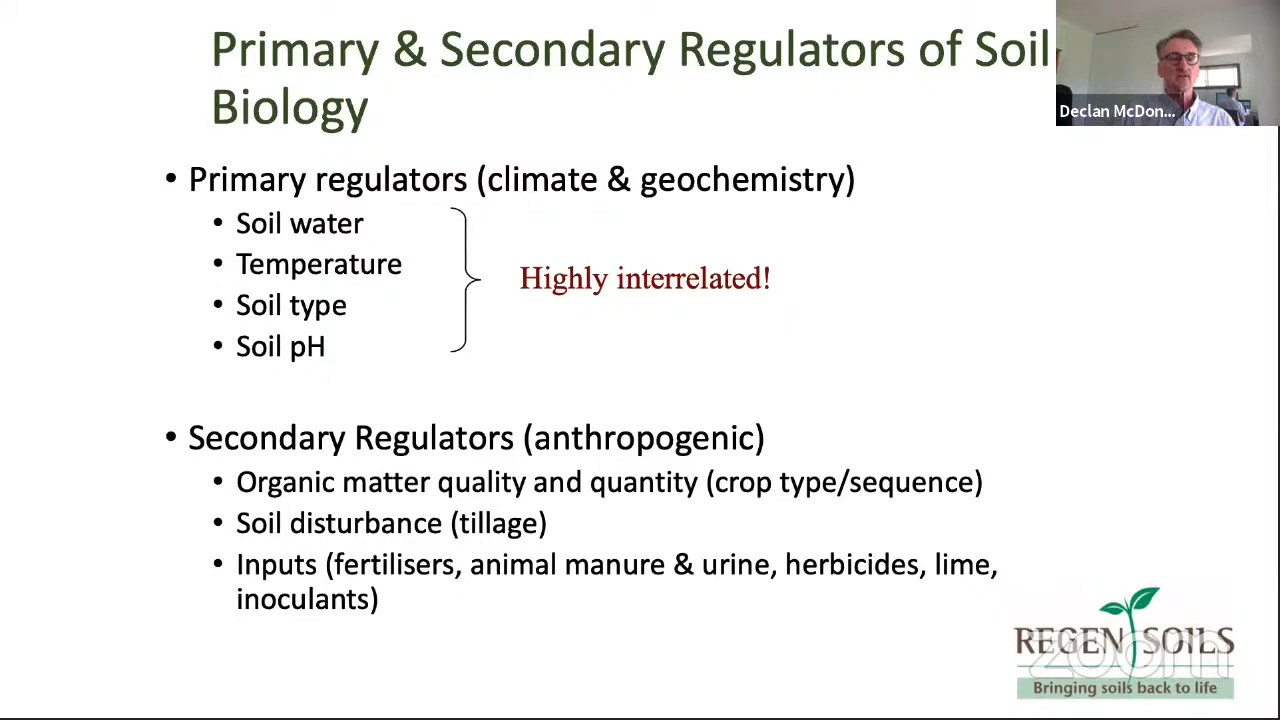 Primary & Secondary Regulators of Soil
Biology
Declan McDon...
• Primary regulators (climate & geochemistry)
• Soil water
• Temperature
• Soil type
• Soil pH
Highly interrelated!
• Secondary Regulators (anthropogenic)
• Organic matter quality and quantity (crop type/sequence)
• Soil disturbance (tillage)
• Inputs (fertilisers, animal manure & urine, herbicides, lime,
inoculants)
REGEN SOILS
zoom
Bringing soils back to life